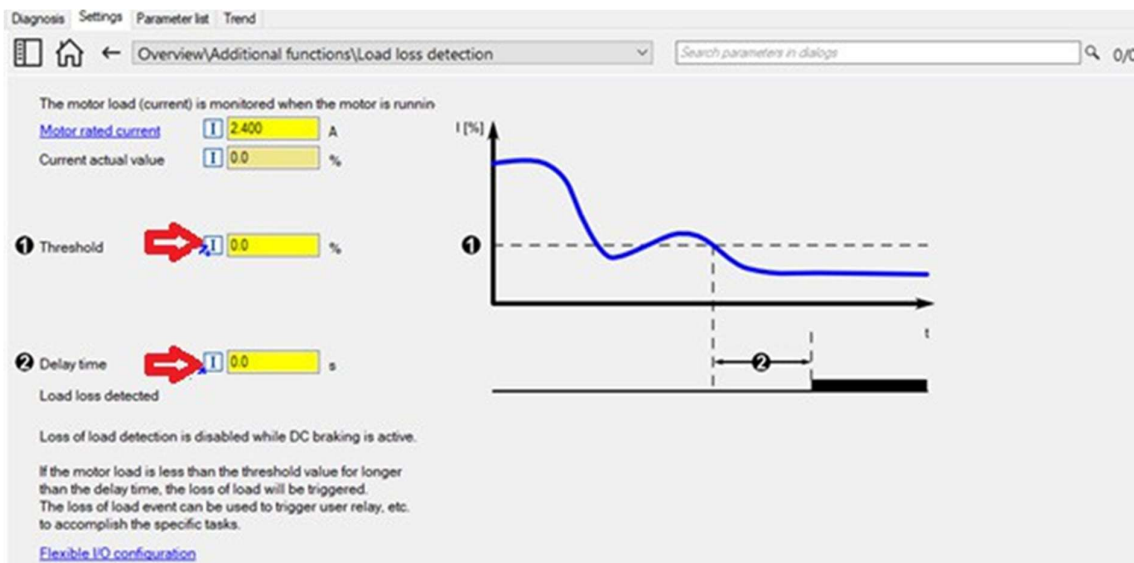 Diagnosis Settings Parameter list Trend
Overview\Additional functions\Load loss detection Search parameters in dialogs 0/0
The motor load (current) is monitored when the motor is runnin
Motor rated current I 2.400 A
Current actual value I 0.0 %
I [%]
❶ Threshold I 0.0 %
❶
t
❷ Delay time I 0.0 s
❷
Load loss detected
Loss of load detection is disabled while DC braking is active.
If the motor load is less than the threshold value for longer
than the delay time, the loss of load will be triggered.
The loss of load event can be used to trigger user relay, etc.
to accomplish the specific tasks.
Flexible I/O configuration